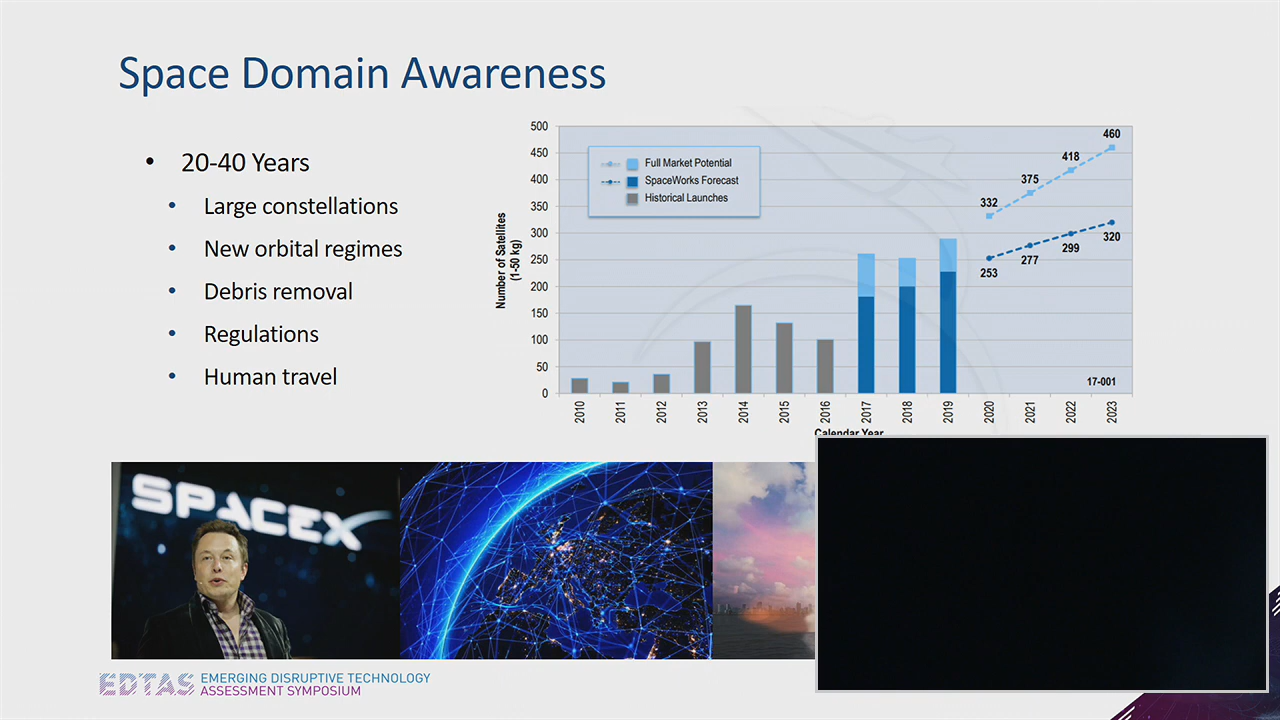 Space Domain Awareness
• 20-40 Years
• Large constellations
• New orbital regimes
• Debris removal
• Regulations
• Human travel
500
450
400
350
300
250
200
150
100
50
0
Number of Satellites
(1-50 kg)
Full Market Potential
SpaceWorks Forecast
Historical Launches
332
375
418
460
253
277
299
320
17-001
2010
2011
2012
2013
2014
2015
2016
2017
2018
2019
2020
2021
2022
2023
Calendar Year
SPACEX
EDTAS EMERGING DISRUPTIVE TECHNOLOGY
ASSESSMENT SYMPOSIUM